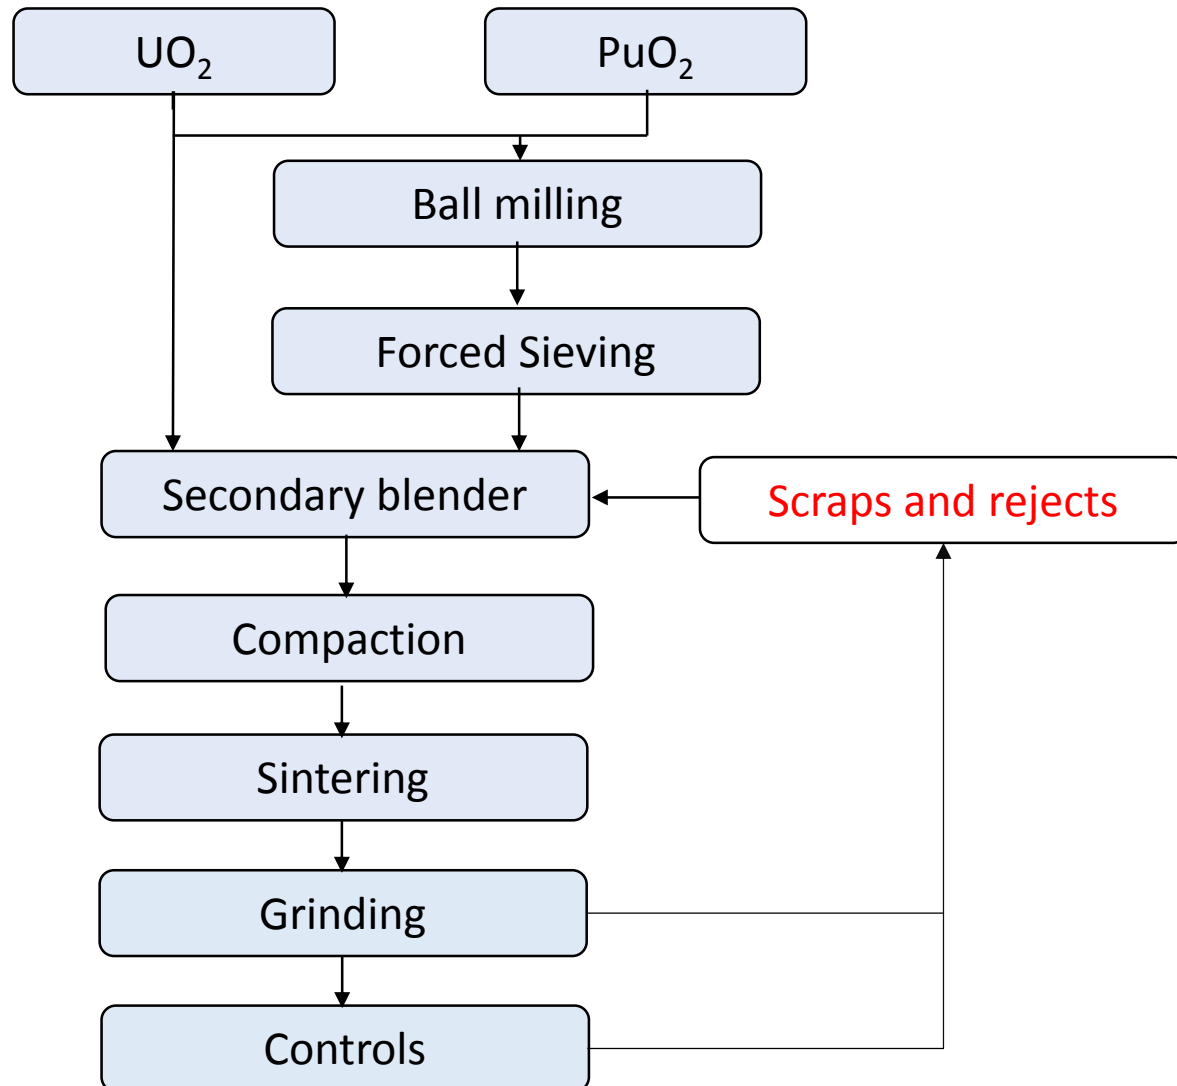 UO₂
PuO₂
Ball milling
Forced Sieving
Secondary blender
Scraps and rejects
Compaction
Sintering
Grinding
Controls